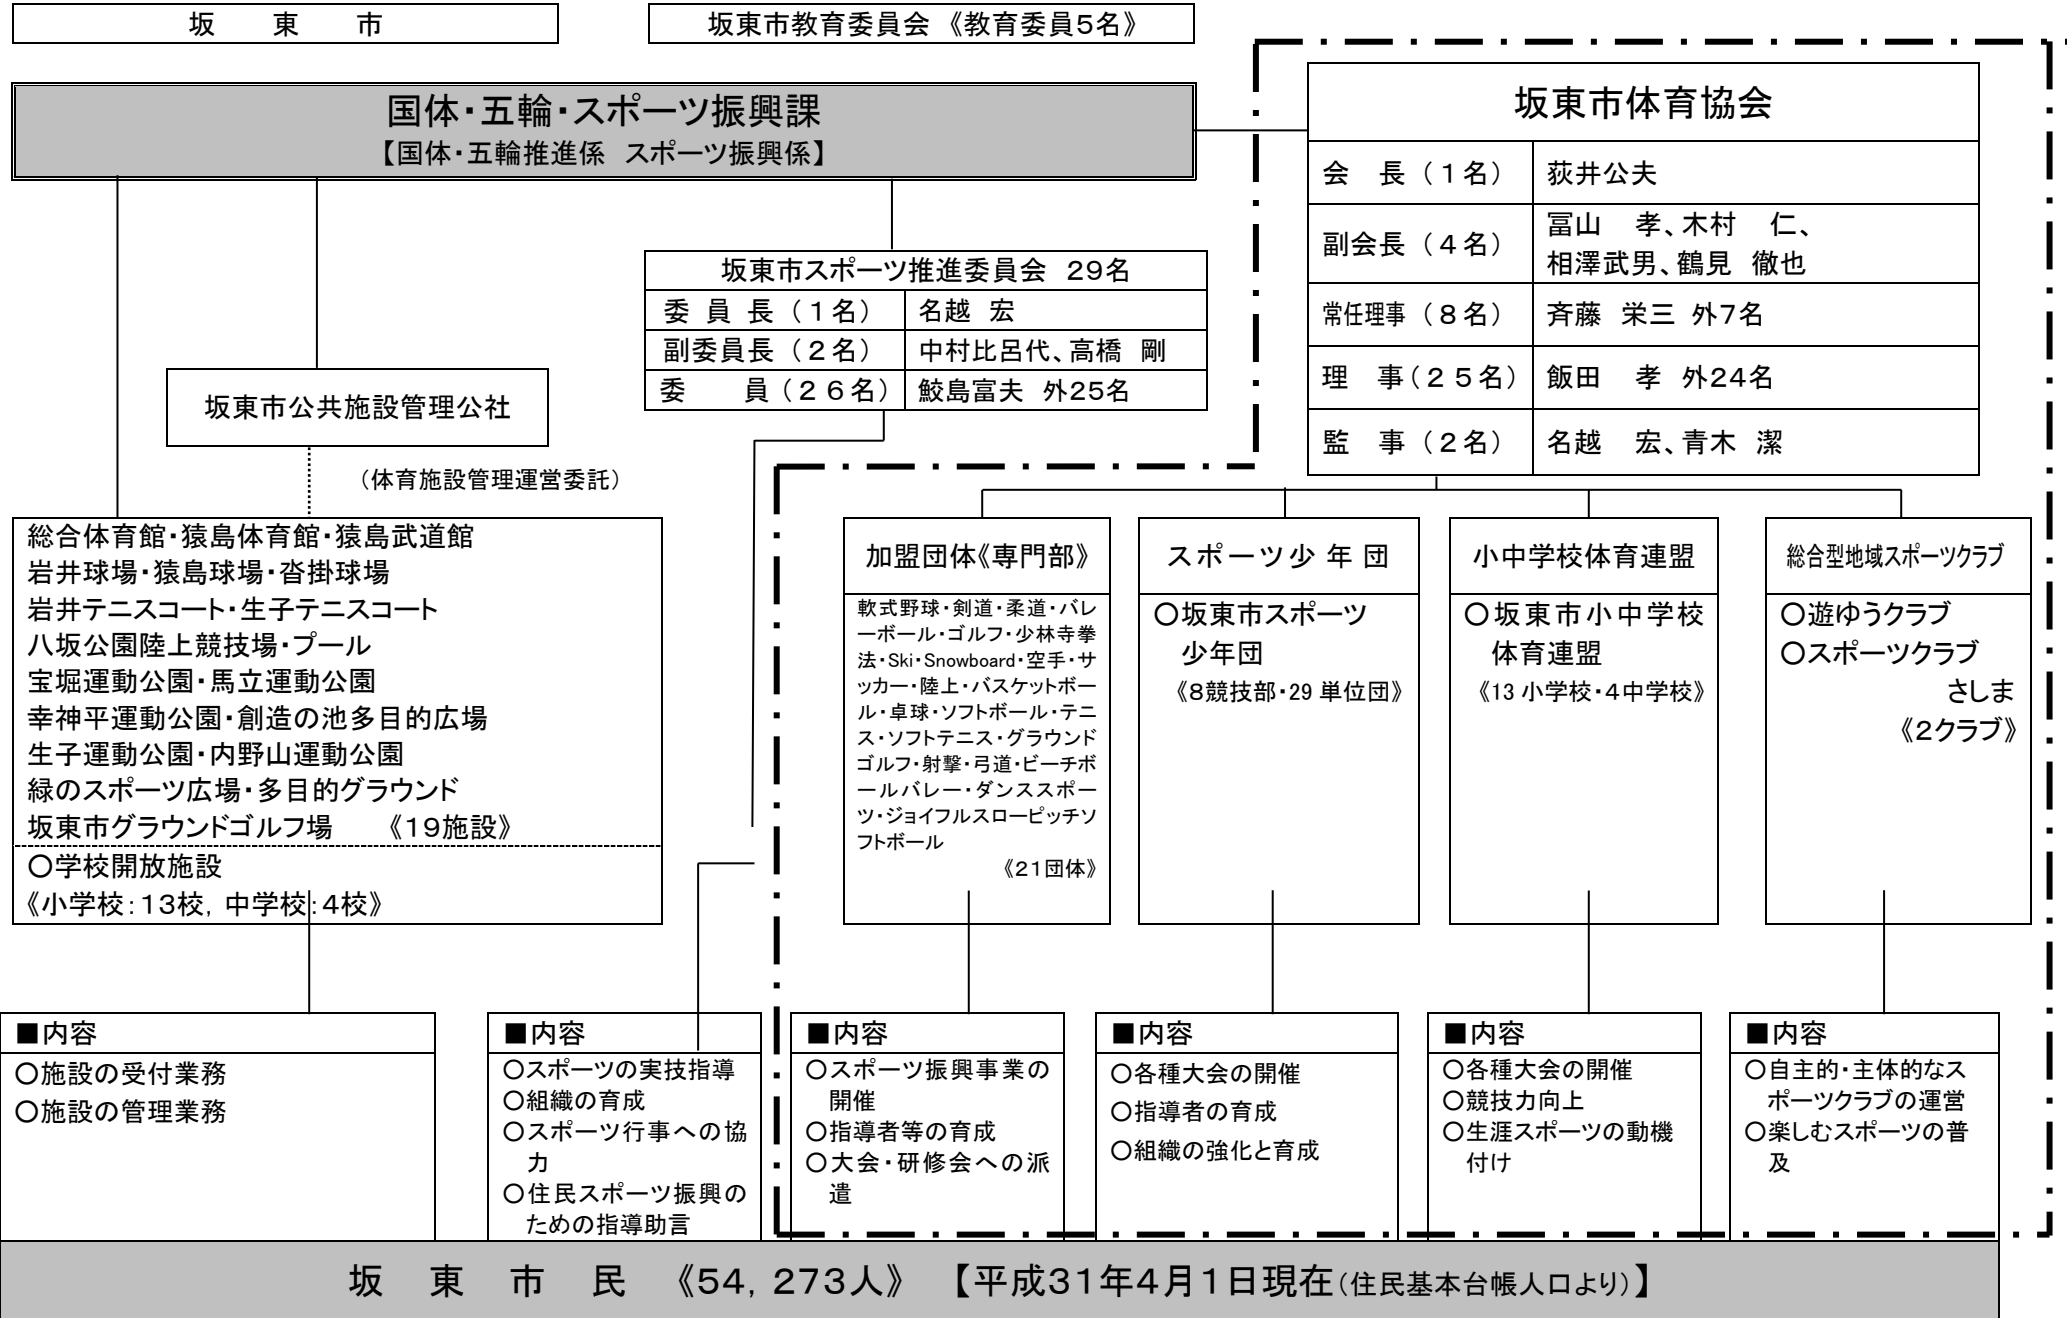 坂　東　市
坂東市教育委員会 《教育委員5名》
国体・五輪・スポーツ振興課
【国体・五輪推進係　スポーツ振興係】
坂東市体育協会
会　長（１名）　荻井公夫
副会長（４名）　冨山　孝、木村　仁、
相澤武男、鶴見　徹也
常任理事（８名）　斉藤　栄三　外7名
理　事（２５名）　飯田　孝　外24名
監　事（２名）　名越　宏、青木　潔
坂東市スポーツ推進委員会　29名
委 員 長（１名）　名越　宏
副委員長（２名）　中村比呂代、高橋　剛
委　　員（２６名）　鮫島富夫　外25名
坂東市公共施設管理公社
（体育施設管理運営委託）
総合体育館・猿島体育館・猿島武道館
岩井球場・猿島球場・沓掛球場
岩井テニスコート・生子テニスコート
八坂公園陸上競技場・プール
宝堀運動公園・馬立運動公園
幸神平運動公園・創造の池多目的広場
生子運動公園・内野山運動公園
緑のスポーツ広場・多目的グラウンド
坂東市グラウンドゴルフ場　　《19施設》
○学校開放施設
《小学校：13校，中学校：4校》
加盟団体《専門部》
軟式野球・剣道・柔道・バレ
ーボール・ゴルフ・少林寺拳
法・Ski・Snowboard・空手・サ
ッカー・陸上・バスケットボー
ル・卓球・ソフトボール・テニ
ス・ソフトテニス・グラウンド
ゴルフ・射撃・弓道・ビーチボ
ールバレー・ダンススポー
ツ・ジョイフルスローピッチソ
フトボール
《21団体》
スポーツ少 年 団
○坂東市スポーツ
少年団
《8競技部・29 単位団》
小中学校体育連盟
○坂東市小中学校
体育連盟
《13 小学校・4中学校》
総合型地域スポーツクラブ
○遊ゆうクラブ
○スポーツクラブ
さしま
《2クラブ》
■内容
○施設の受付業務
○施設の管理業務
■内容
○スポーツの実技指導
○組織の育成
○スポーツ行事への協
力
○住民スポーツ振興の
ための指導助言
■内容
○スポーツ振興事業の
開催
○指導者等の育成
○大会・研修会への派
遣
■内容
○各種大会の開催
○指導者の育成
○組織の強化と育成
■内容
○各種大会の開催
○競技力向上
○生涯スポーツの動機
付け
■内容
○自主的・主体的なス
ポーツクラブの運営
○楽しむスポーツの普
及
坂　東　市　民　《54，273人》　【平成31年4月1日現在（住民基本台帳人口より）】